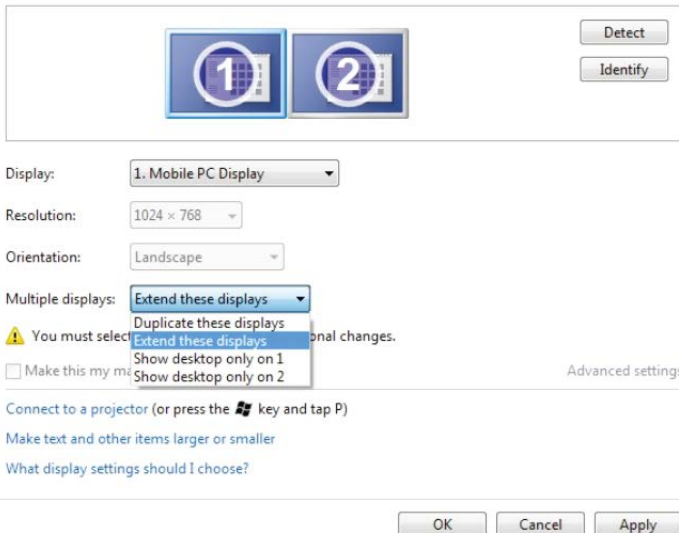 1 2
Detect
Identify
Display: 1. Mobile PC Display
Resolution: 1024 × 768
Orientation: Landscape
Multiple displays: Extend these displays
Duplicate these displays
Extend these displays
Show desktop only on 1
Show desktop only on 2
You must select onal changes.
Make this my ma
Advanced settings
Connect to a projector (or press the key and tap P)
Make text and other items larger or smaller
What display settings should I choose?
OK Cancel Apply